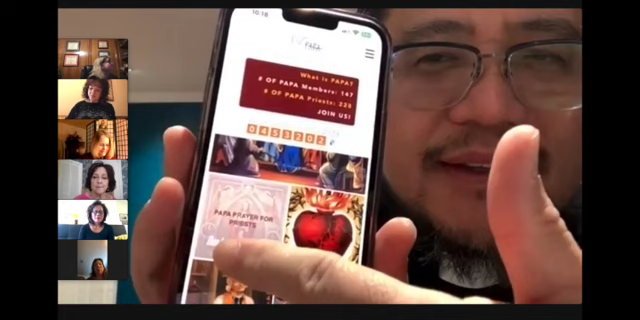 10:16
PAPA
What is PAPA?
# OF PAPA Members: 147
# OF PAPA Priests: 225
JOIN US!
0453202
PAPA PRAYER FOR
PRIESTS